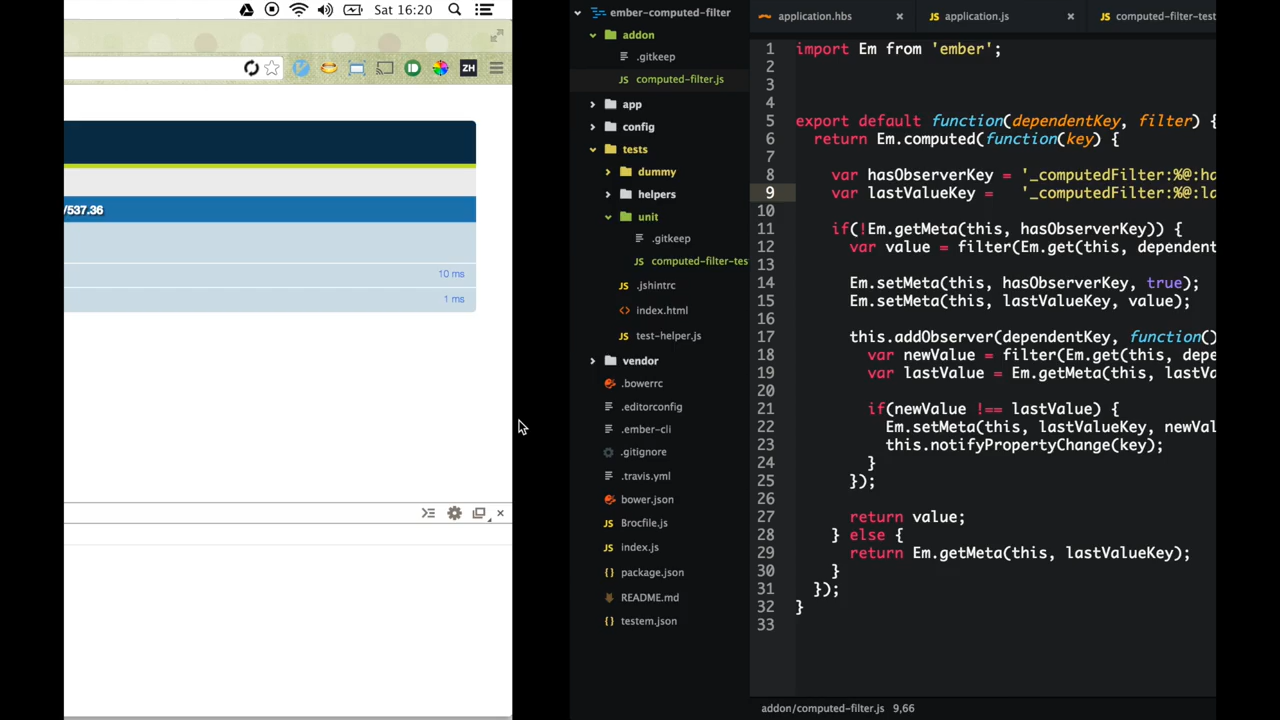 Sat 16:20
ZH
/537.36
10 ms
1 ms
ember-computed-filter
addon
.gitkeep
computed-filter.js
app
config
tests
dummy
helpers
unit
.gitkeep
computed-filter-tes
.jshintrc
index.html
test-helper.js
vendor
.bowerrc
.editorconfig
.ember-cli
.gitignore
.travis.yml
bower.json
Brocfile.js
index.js
package.json
README.md
testem.json
application.hbs
application.js
computed-filter-test
1 import Em from 'ember';
2
3
4
5 export default function(dependentKey, filter) {
6 return Em.computed(function(key) {
7
8 var hasObserverKey = '_computedFilter:%@:ha
9 var lastValueKey = '_computedFilter:%@:la
10
11 if(!Em.getMeta(this, hasObserverKey)) {
12 var value = filter(Em.get(this, dependent
13
14 Em.setMeta(this, hasObserverKey, true);
15 Em.setMeta(this, lastValueKey, value);
16
17 this.addObserver(dependentKey, function()
18 var newValue = filter(Em.get(this, depe
19 var lastValue = Em.getMeta(this, lastVa
20
21 if(newValue !== lastValue) {
22 Em.setMeta(this, lastValueKey, newVal
23 this.notifyPropertyChange(key);
24 }
25 });
26
27 return value;
28 } else {
29 return Em.getMeta(this, lastValueKey);
30 }
31 });
32 }
33
addon/computed-filter.js 9,66